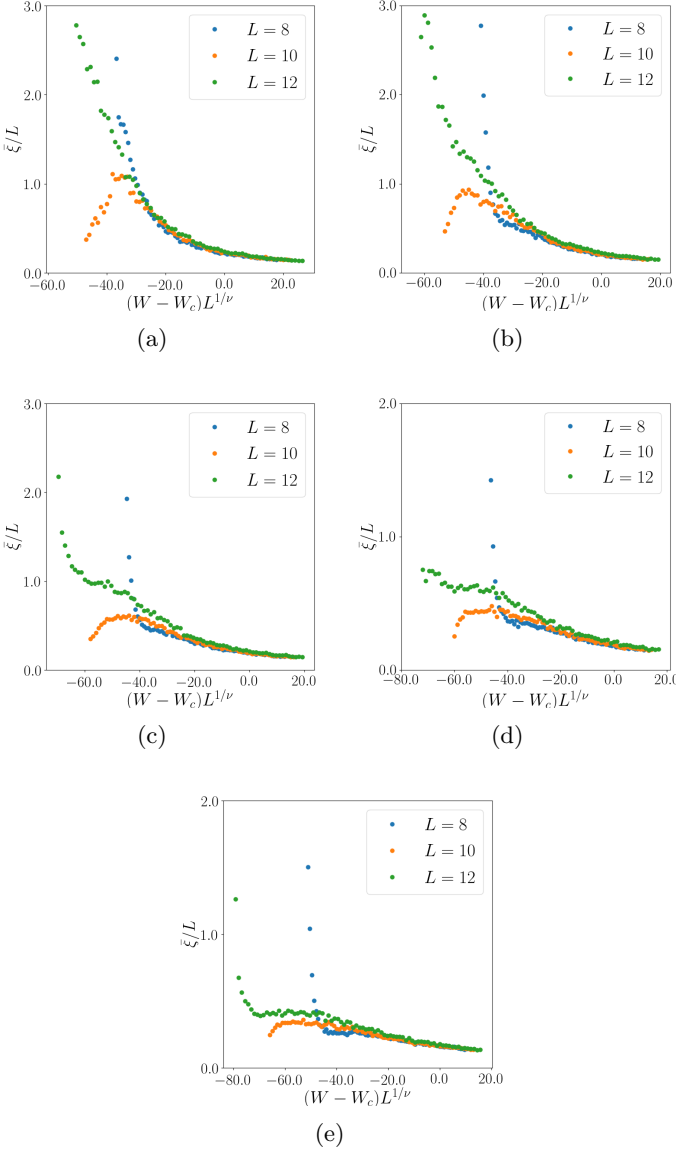 3.0
2.0
1.0
0.0
ξ̄/L
L = 8
L = 10
L = 12
−60.0 −40.0 −20.0 0.0 20.0
(W − W_c)L^{1/ν}
(a)
3.0
2.0
1.0
0.0
ξ̄/L
L = 8
L = 10
L = 12
−60.0 −40.0 −20.0 0.0 20.0
(W − W_c)L^{1/ν}
(b)
3.0
2.0
1.0
0.0
ξ̄/L
L = 8
L = 10
L = 12
−60.0 −40.0 −20.0 0.0 20.0
(W − W_c)L^{1/ν}
(c)
2.0
1.0
0.0
ξ̄/L
L = 8
L = 10
L = 12
−80.0 −60.0 −40.0 −20.0 0.0 20.0
(W − W_c)L^{1/ν}
(d)
2.0
1.0
0.0
ξ̄/L
L = 8
L = 10
L = 12
−80.0 −60.0 −40.0 −20.0 0.0 20.0
(W − W_c)L^{1/ν}
(e)